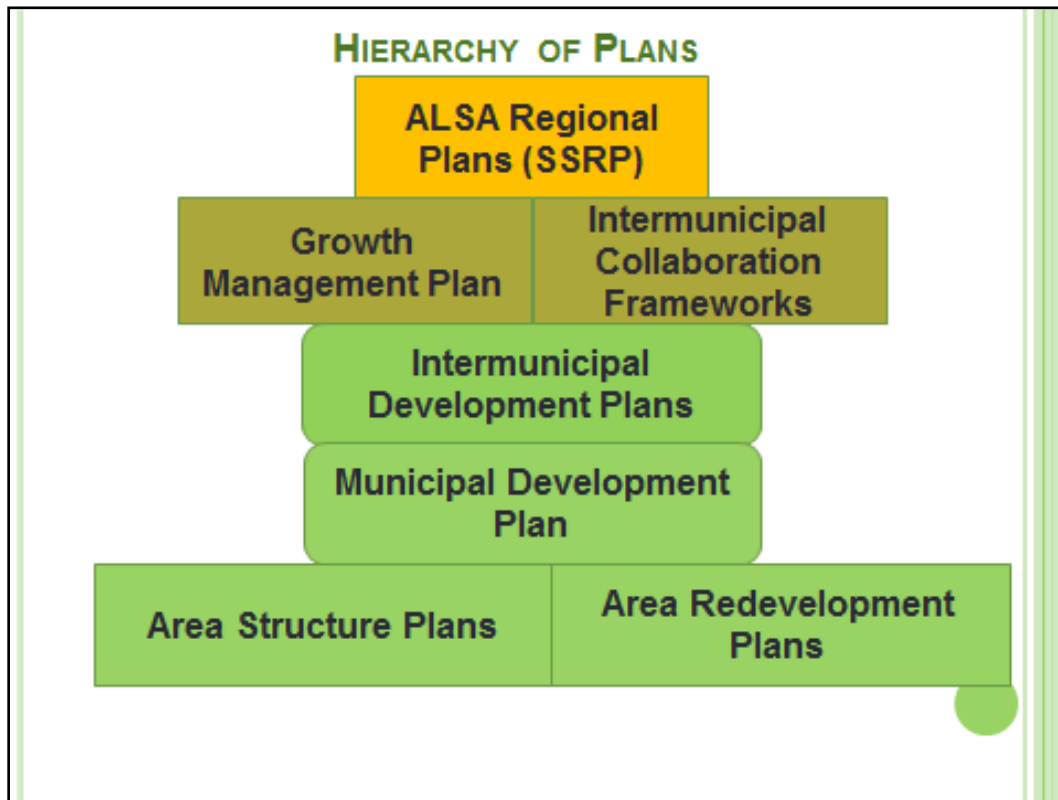 HIERARCHY OF PLANS
ALSA Regional
Plans (SSRP)
Growth
Management Plan
Intermunicipal
Collaboration
Frameworks
Intermunicipal
Development Plans
Municipal Development
Plan
Area Structure Plans
Area Redevelopment
Plans